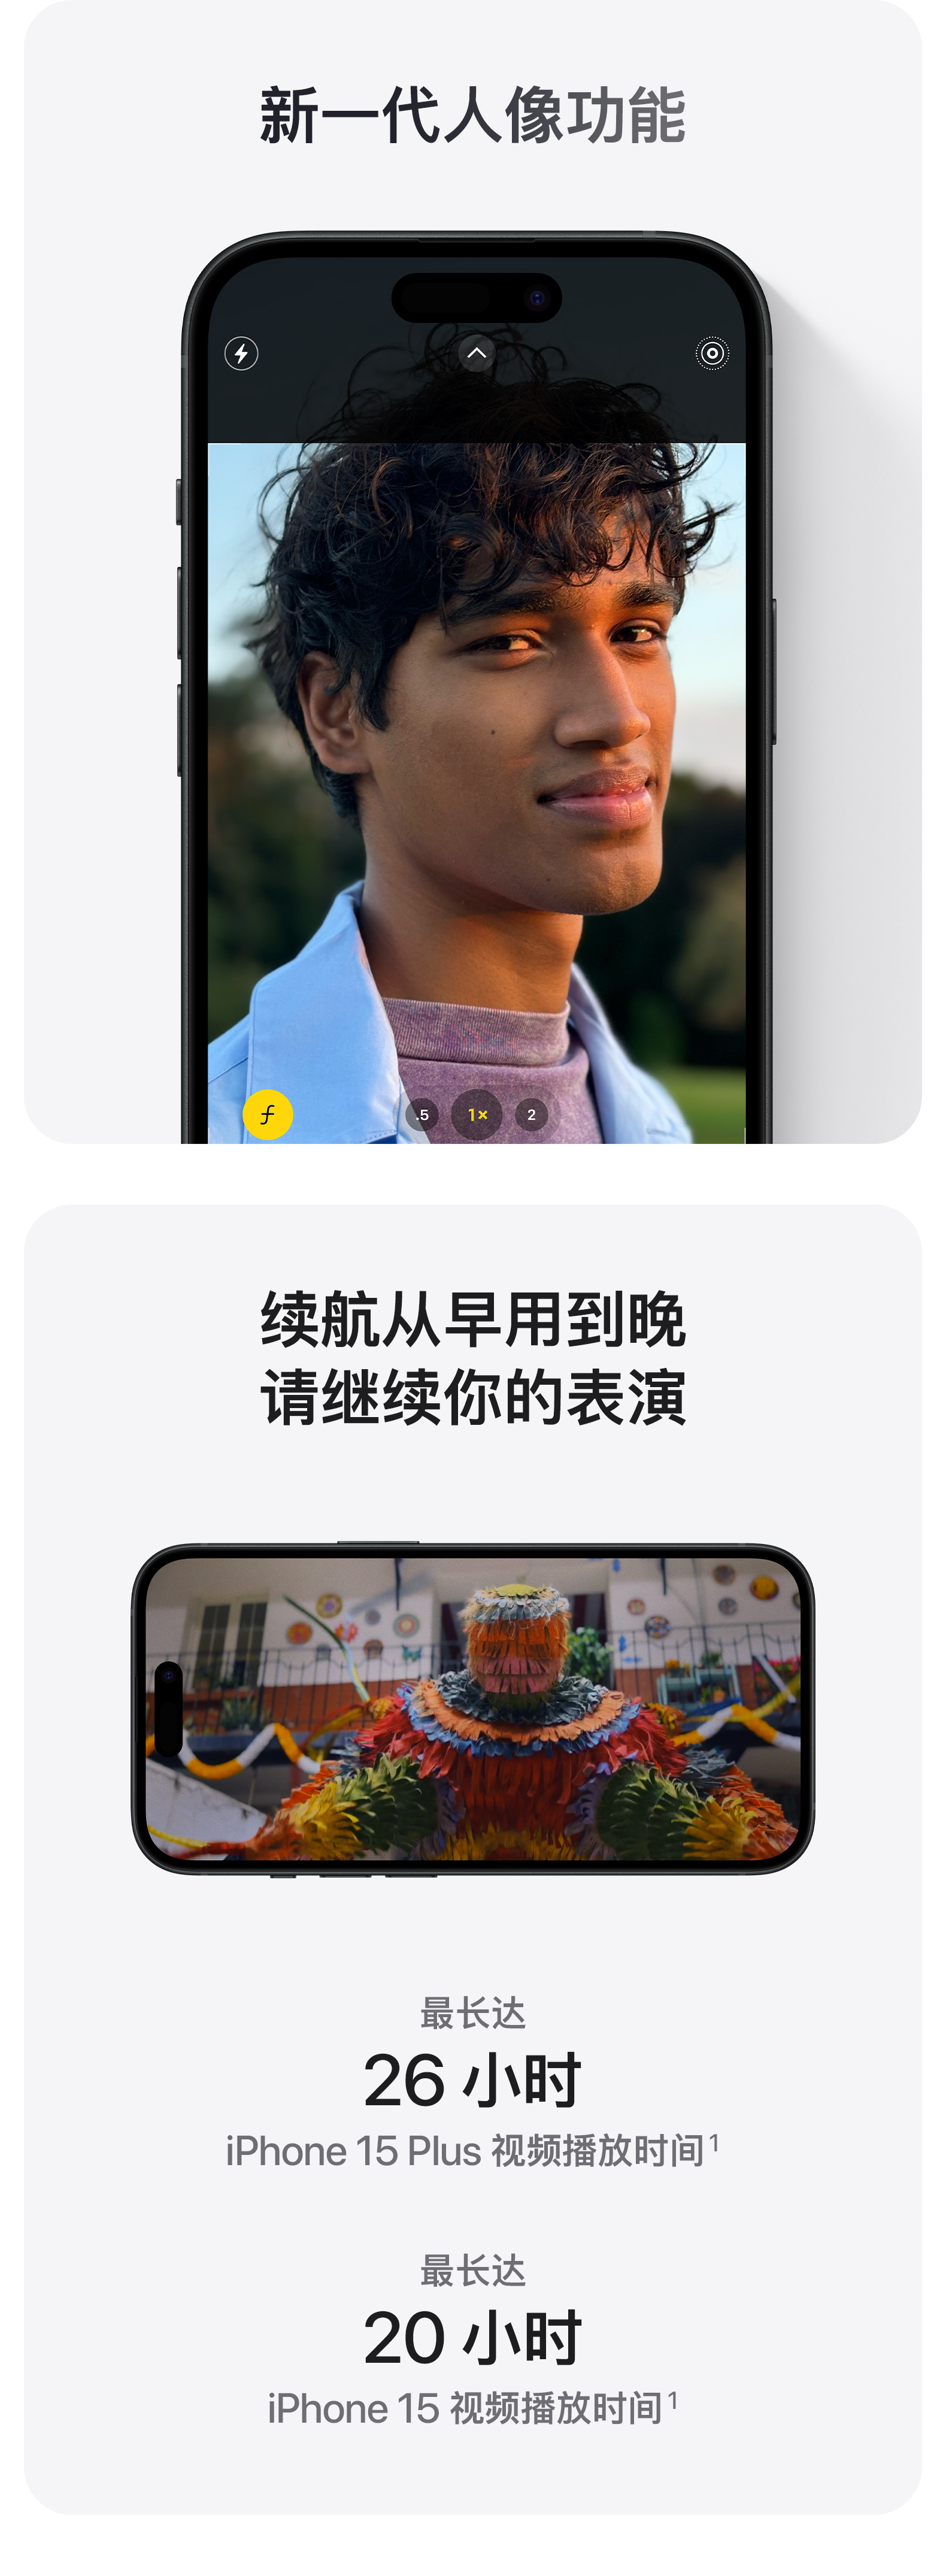 新一代人像功能
.5 1× 2
续航从早用到晚
请继续你的表演
最长达
26 小时
iPhone 15 Plus 视频播放时间¹
最长达
20 小时
iPhone 15 视频播放时间¹